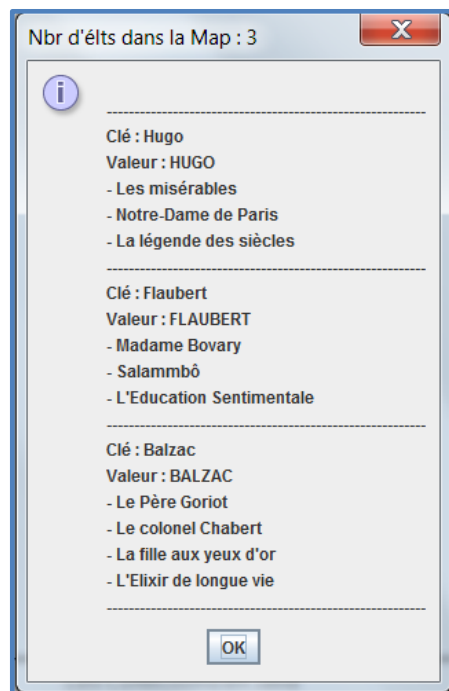 Nbr d'élts dans la Map : 3
----------------------------------------------------------
Clé : Hugo
Valeur : HUGO
- Les misérables
- Notre-Dame de Paris
- La légende des siècles
----------------------------------------------------------
Clé : Flaubert
Valeur : FLAUBERT
- Madame Bovary
- Salammbô
- L'Education Sentimentale
----------------------------------------------------------
Clé : Balzac
Valeur : BALZAC
- Le Père Goriot
- Le colonel Chabert
- La fille aux yeux d'or
- L'Elixir de longue vie
----------------------------------------------------------
OK